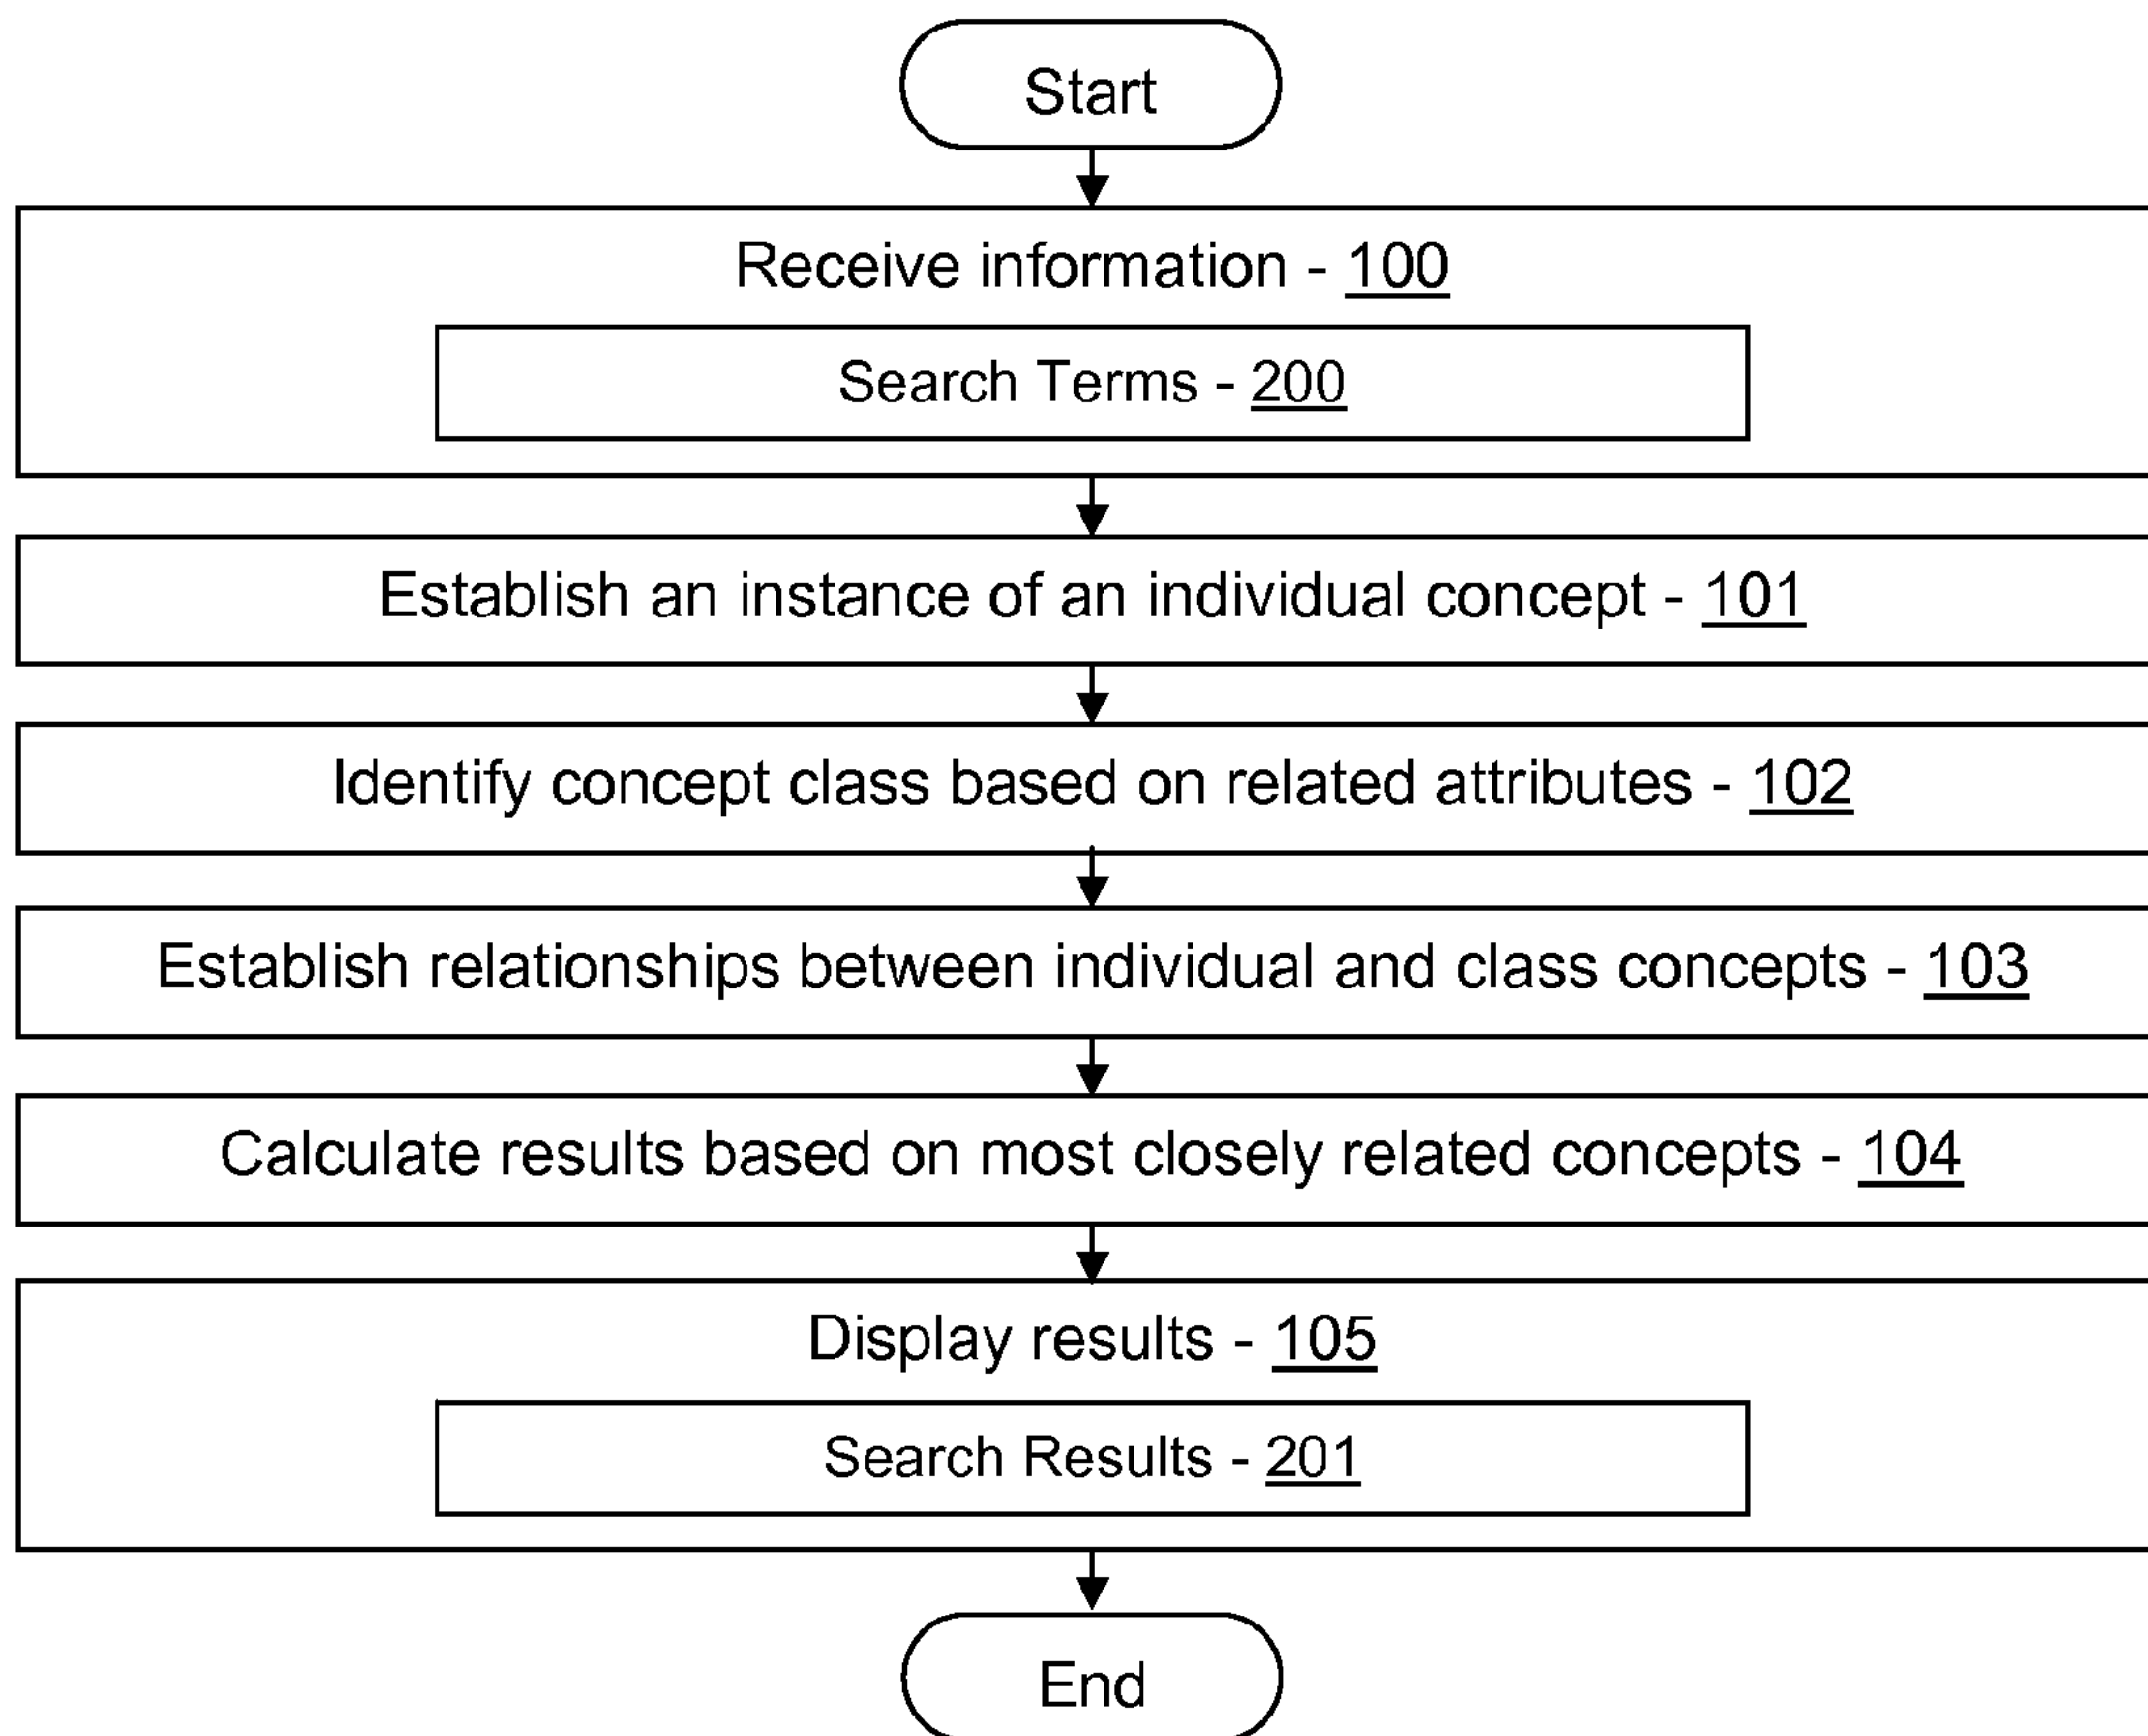 Start
Receive information - 100
Search Terms - 200
Establish an instance of an individual concept - 101
Identify concept class based on related attributes - 102
Establish relationships between individual and class concepts - 103
Calculate results based on most closely related concepts - 104
Display results - 105
Search Results - 201
End